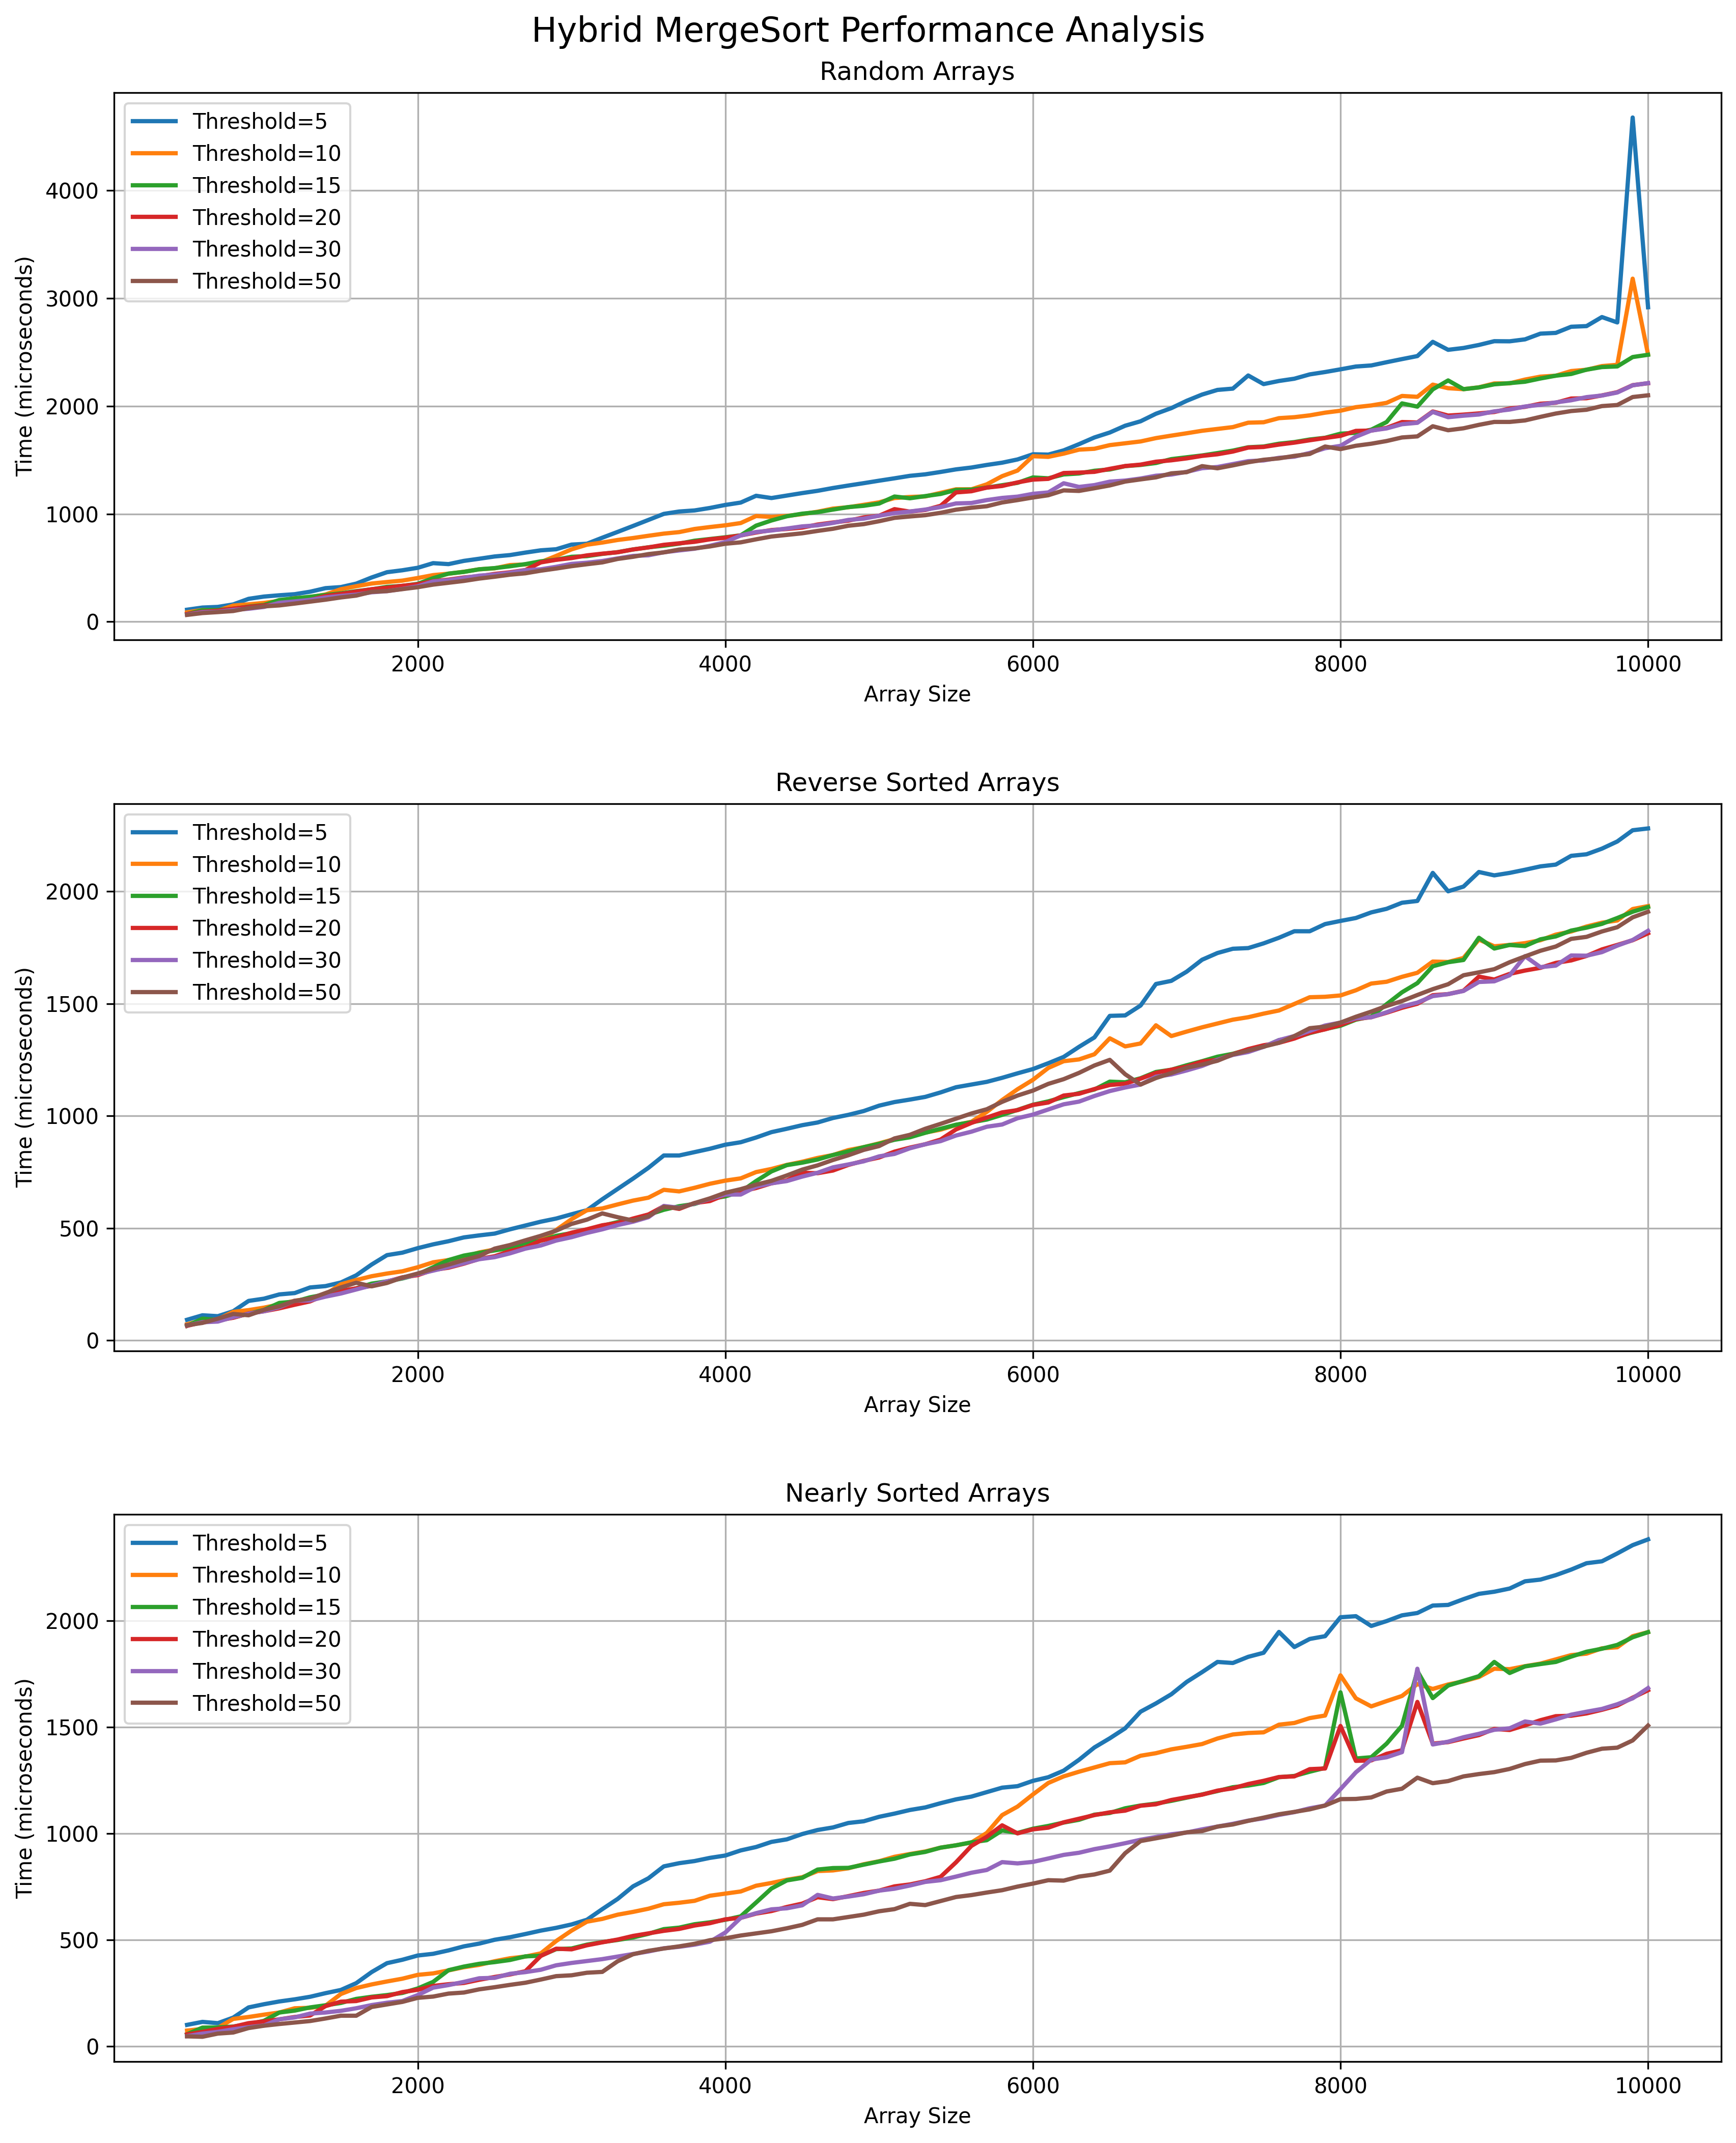 Hybrid MergeSort Performance Analysis
Random Arrays
Threshold=5
Threshold=10
Threshold=15
Threshold=20
Threshold=30
Threshold=50
Time (microseconds)
4000
3000
2000
1000
0
2000 4000 6000 8000 10000
Array Size
Reverse Sorted Arrays
Threshold=5
Threshold=10
Threshold=15
Threshold=20
Threshold=30
Threshold=50
Time (microseconds)
2000
1500
1000
500
0
2000 4000 6000 8000 10000
Array Size
Nearly Sorted Arrays
Threshold=5
Threshold=10
Threshold=15
Threshold=20
Threshold=30
Threshold=50
Time (microseconds)
2000
1500
1000
500
0
2000 4000 6000 8000 10000
Array Size